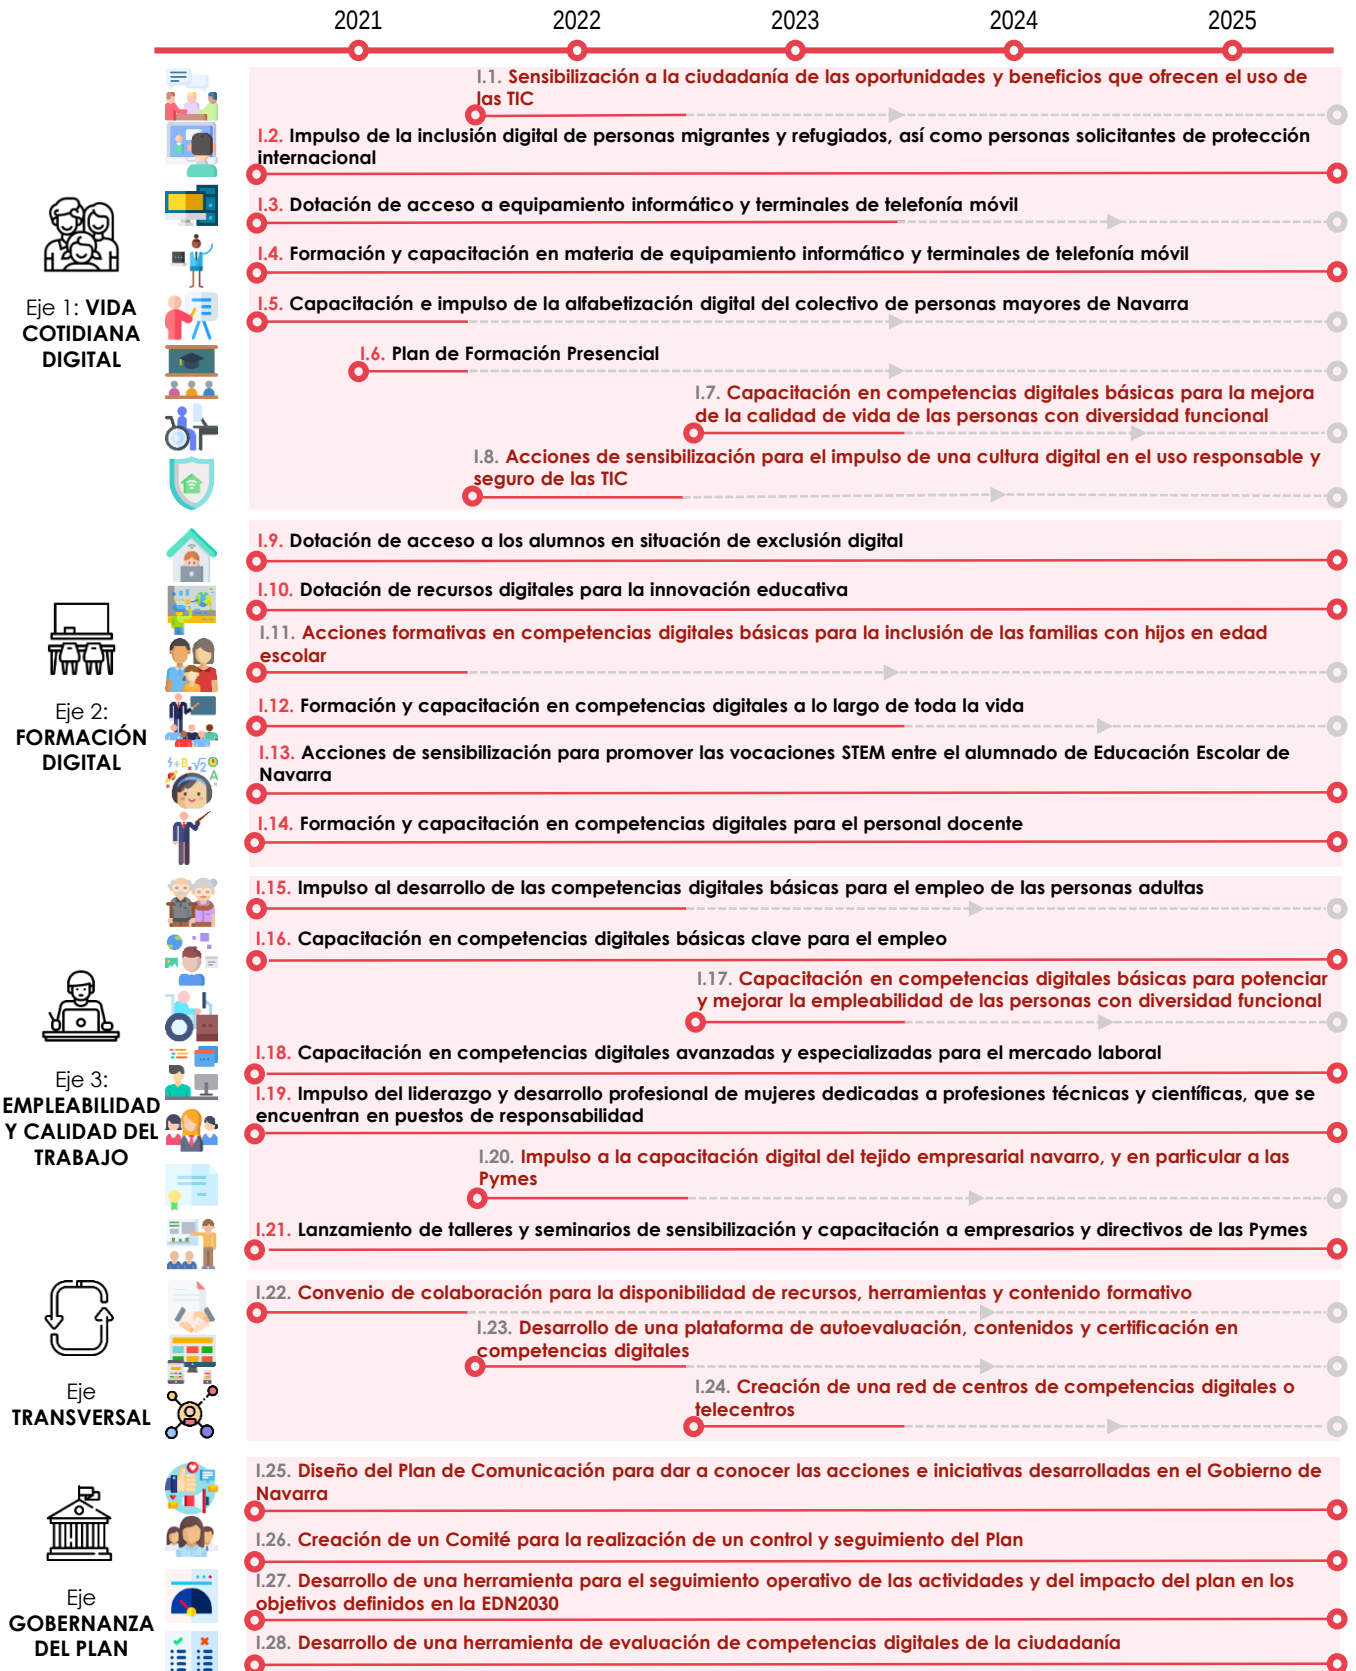 2021 2022 2023 2024 2025
I.1. Sensibilización a la ciudadanía de las oportunidades y beneficios que ofrecen el uso de
las TIC
I.2. Impulso de la inclusión digital de personas migrantes y refugiados, así como personas solicitantes de protección
internacional
I.3. Dotación de acceso a equipamiento informático y terminales de telefonía móvil
I.4. Formación y capacitación en materia de equipamiento informático y terminales de telefonía móvil
Eje 1: VIDA
COTIDIANA
DIGITAL
I.5. Capacitación e impulso de la alfabetización digital del colectivo de personas mayores de Navarra
I.6. Plan de Formación Presencial
I.7. Capacitación en competencias digitales básicas para la mejora
de la calidad de vida de las personas con diversidad funcional
I.8. Acciones de sensibilización para el impulso de una cultura digital en el uso responsable y
seguro de las TIC
I.9. Dotación de acceso a los alumnos en situación de exclusión digital
I.10. Dotación de recursos digitales para la innovación educativa
I.11. Acciones formativas en competencias digitales básicas para la inclusión de las familias con hijos en edad
escolar
Eje 2:
FORMACIÓN
DIGITAL
I.12. Formación y capacitación en competencias digitales a lo largo de toda la vida
I.13. Acciones de sensibilización para promover las vocaciones STEM entre el alumnado de Educación Escolar de
Navarra
I.14. Formación y capacitación en competencias digitales para el personal docente
I.15. Impulso al desarrollo de las competencias digitales básicas para el empleo de las personas adultas
I.16. Capacitación en competencias digitales básicas clave para el empleo
I.17. Capacitación en competencias digitales básicas para potenciar
y mejorar la empleabilidad de las personas con diversidad funcional
Eje 3:
EMPLEABILIDAD
Y CALIDAD DEL
TRABAJO
I.18. Capacitación en competencias digitales avanzadas y especializadas para el mercado laboral
I.19. Impulso del liderazgo y desarrollo profesional de mujeres dedicadas a profesiones técnicas y científicas, que se
encuentran en puestos de responsabilidad
I.20. Impulso a la capacitación digital del tejido empresarial navarro, y en particular a las
Pymes
I.21. Lanzamiento de talleres y seminarios de sensibilización y capacitación a empresarios y directivos de las Pymes
I.22. Convenio de colaboración para la disponibilidad de recursos, herramientas y contenido formativo
I.23. Desarrollo de una plataforma de autoevaluación, contenidos y certificación en
competencias digitales
Eje
TRANSVERSAL
I.24. Creación de una red de centros de competencias digitales o
telecentros
I.25. Diseño del Plan de Comunicación para dar a conocer las acciones e iniciativas desarrolladas en el Gobierno de
Navarra
I.26. Creación de un Comité para la realización de un control y seguimiento del Plan
I.27. Desarrollo de una herramienta para el seguimiento operativo de las actividades y del impacto del plan en los
objetivos definidos en la EDN2030
Eje
GOBERNANZA
DEL PLAN
I.28. Desarrollo de una herramienta de evaluación de competencias digitales de la ciudadanía